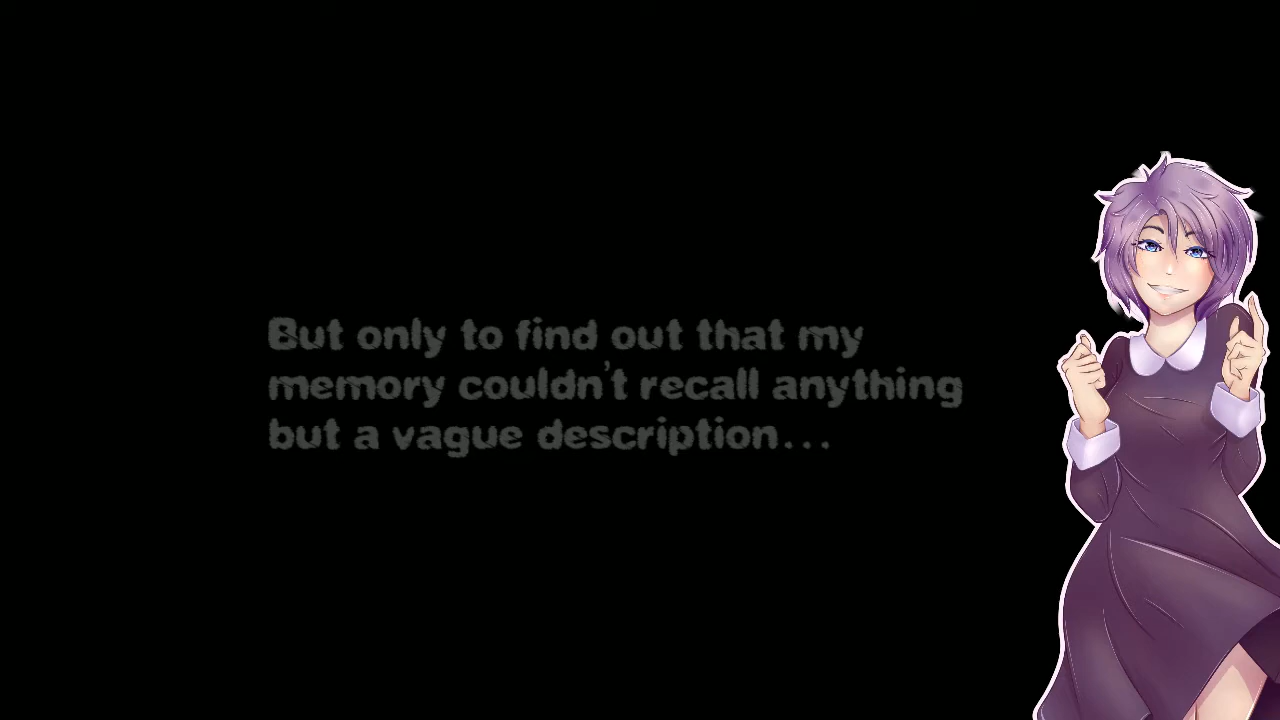 But only to find out that my
memory couldn't recall anything
but a vague description...